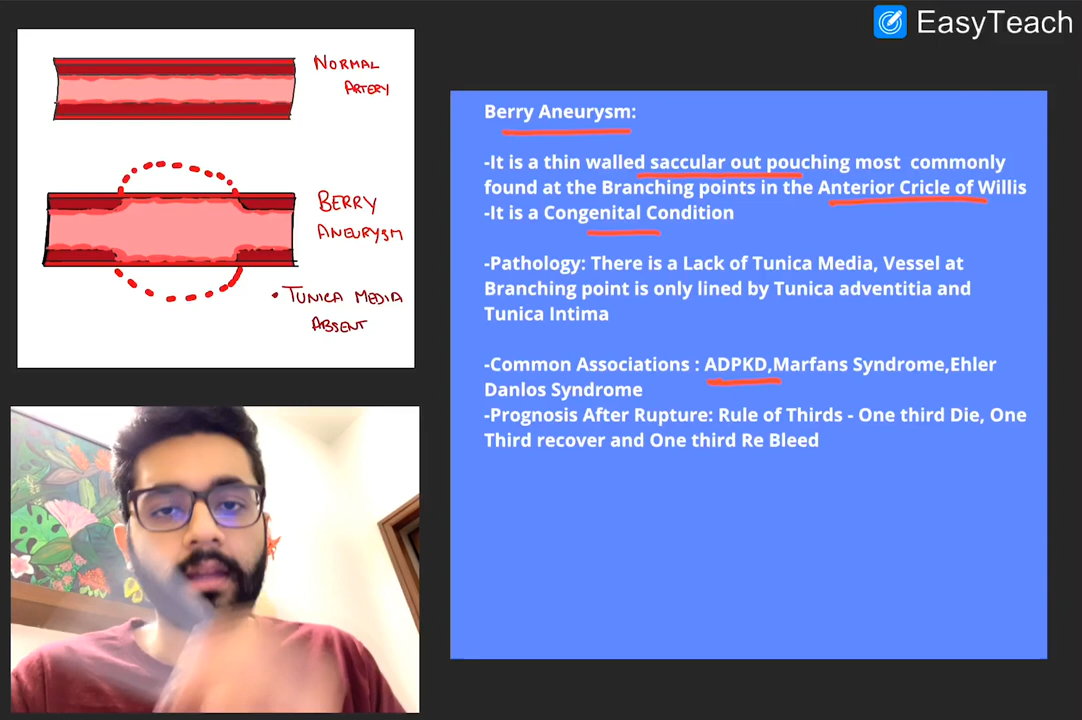 EasyTeach
NORMAL
ARTERY
BERRY
ANEURYSM
• TUNICA MEDIA
ABSENT
Berry Aneurysm:
-It is a thin walled saccular out pouching most commonly
found at the Branching points in the Anterior Cricle of Willis
-It is a Congenital Condition
-Pathology: There is a Lack of Tunica Media, Vessel at
Branching point is only lined by Tunica adventitia and
Tunica Intima
-Common Associations : ADPKD,Marfans Syndrome,Ehler
Danlos Syndrome
-Prognosis After Rupture: Rule of Thirds - One third Die, One
Third recover and One third Re Bleed